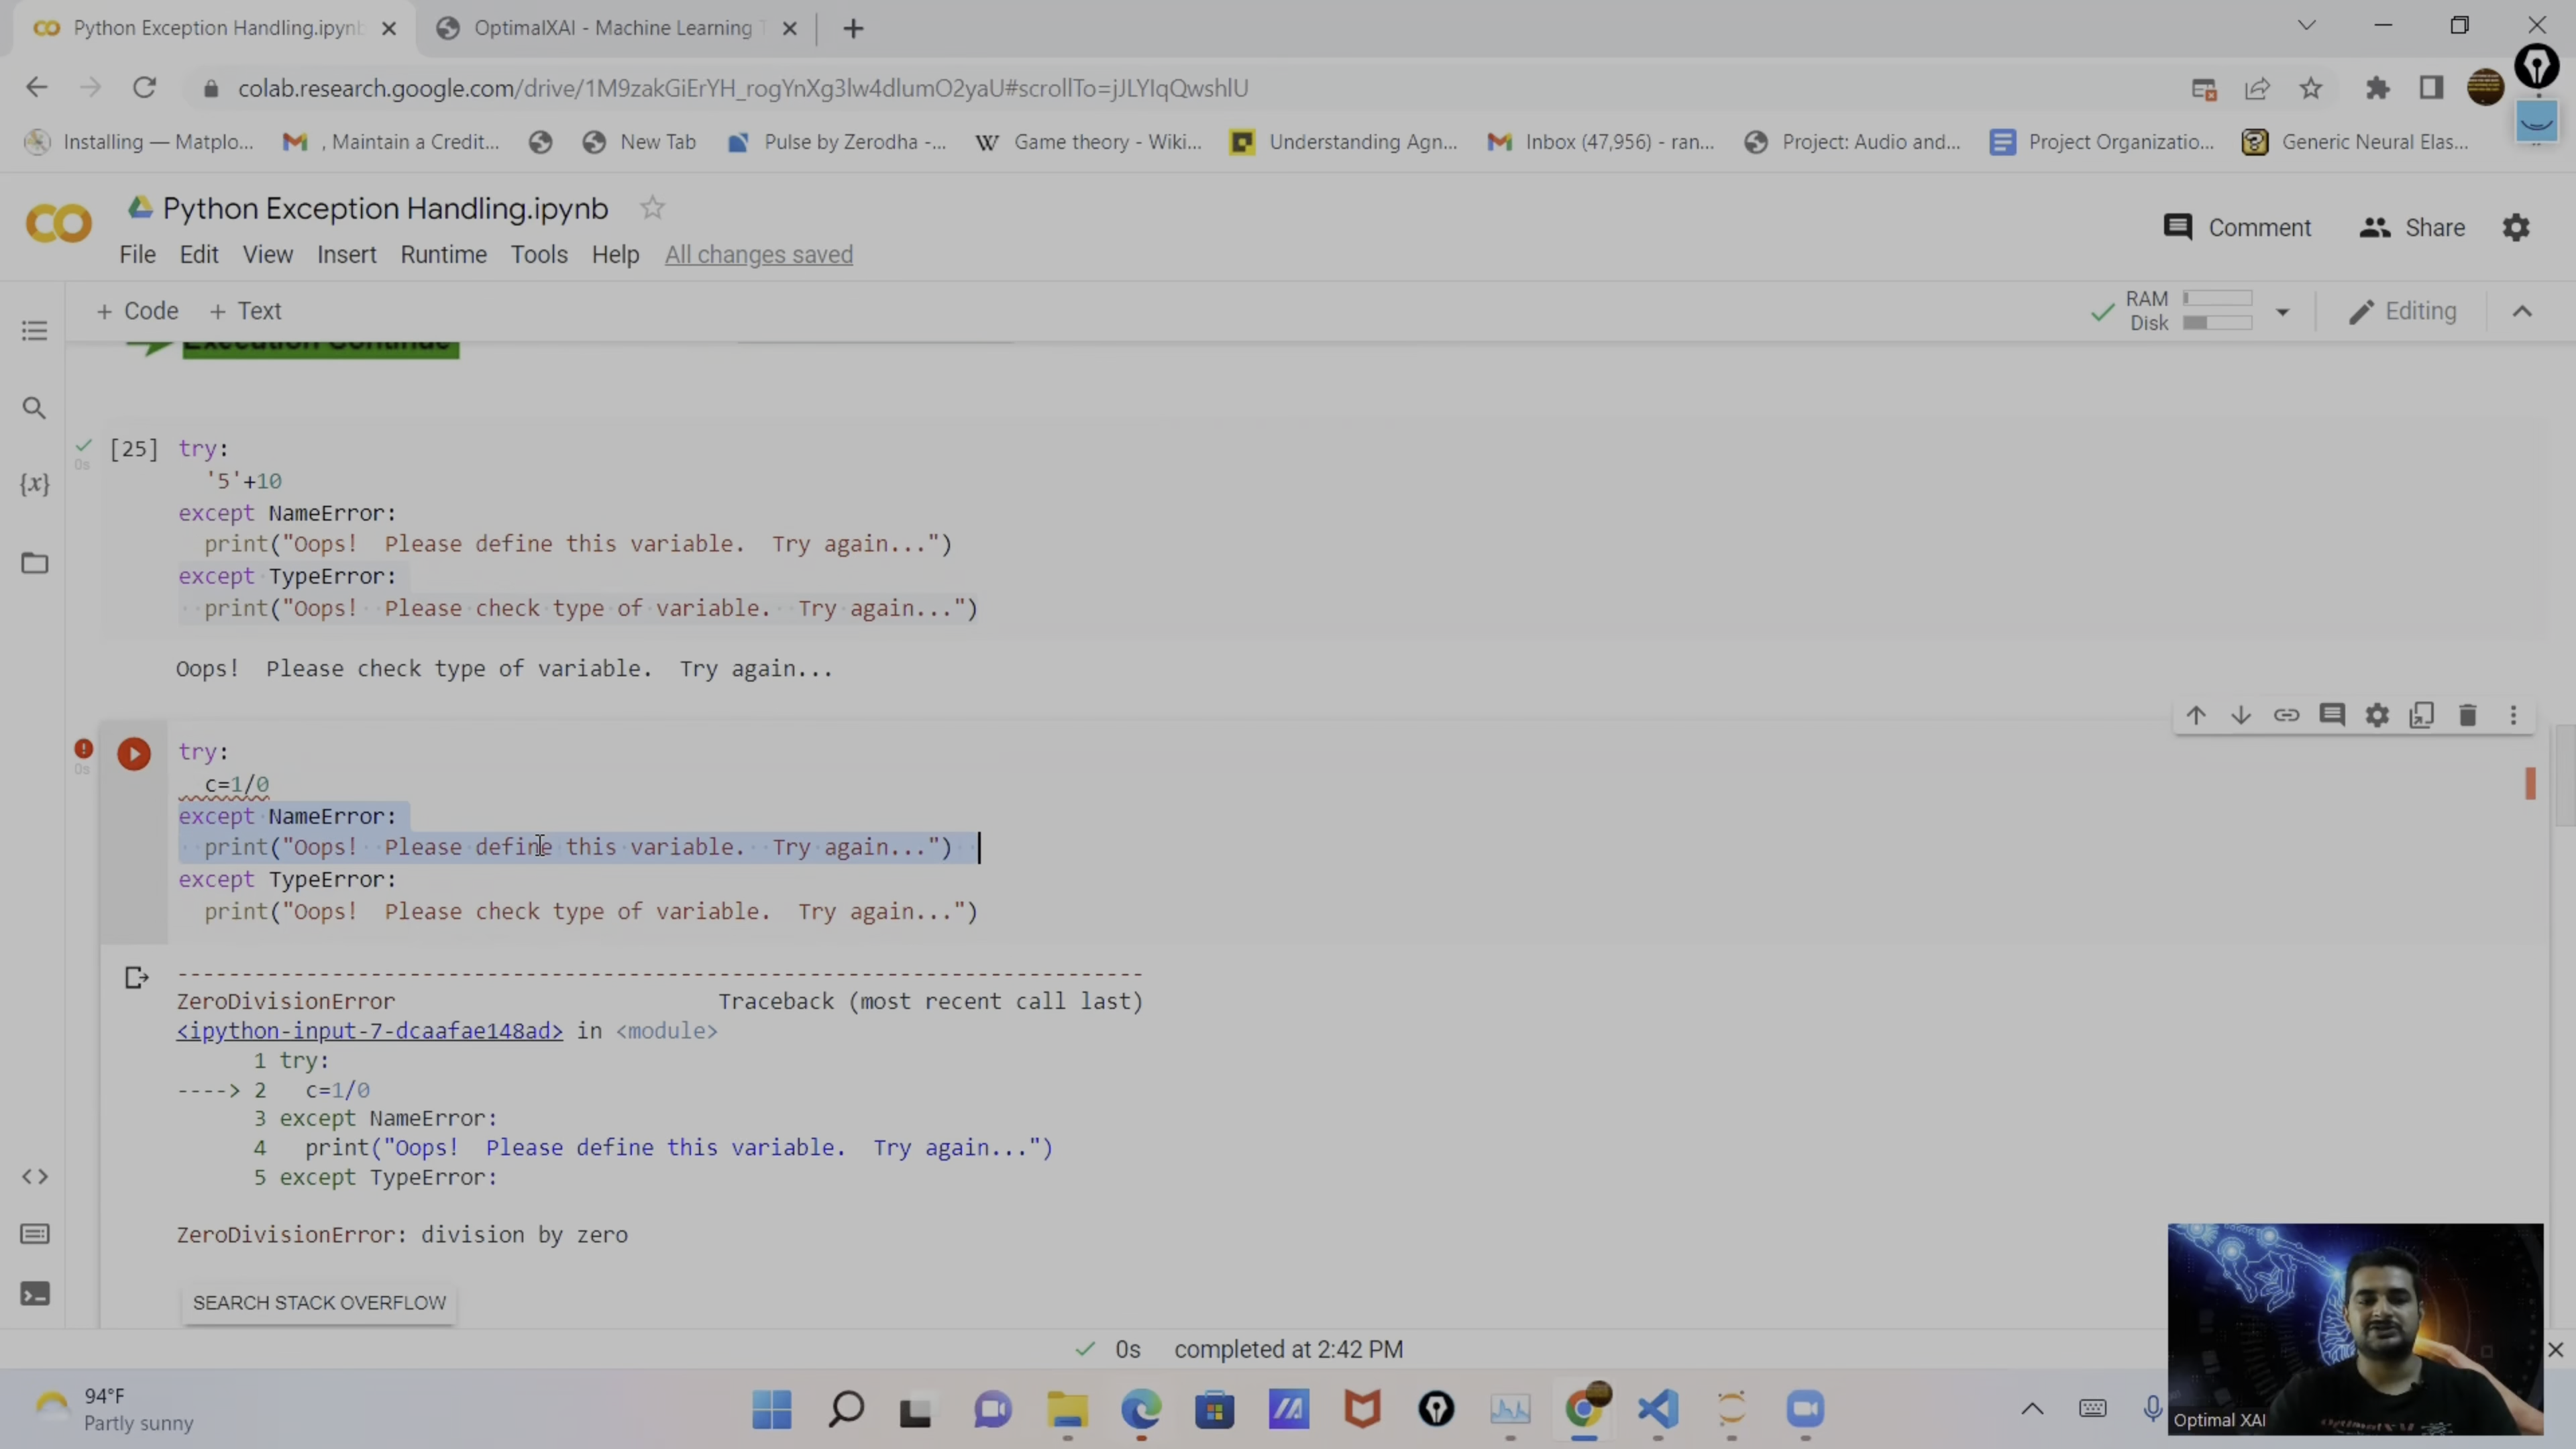 Python Exception Handling.ipynb
OptimalXAI - Machine Learning
colab.research.google.com/drive/1M9zakGiErYH_rogYnXg3lw4dlumO2yaU#scrollTo=jJLYIqQwshlU
Installing — Matplo... , Maintain a Credit... New Tab Pulse by Zerodha -... Game theory - Wiki... Understanding Agn... Inbox (47,956) - ran... Project: Audio and... Project Organizatio... Generic Neural Elas...
CO Python Exception Handling.ipynb
Comment Share
File Edit View Insert Runtime Tools Help All changes saved
+ Code + Text
RAM
Disk
Editing
Execution Continue
[25] try:
'5'+10
except NameError:
print("Oops!  Please define this variable.  Try again...")
except TypeError:
print("Oops!  Please check type of variable.  Try again...")
0s
Oops!  Please check type of variable.  Try again...
try:
0s
c=1/0
except NameError:
print("Oops!  Please define this variable.  Try again...")
except TypeError:
print("Oops!  Please check type of variable.  Try again...")
---------------------------------------------------------------------------
ZeroDivisionError                         Traceback (most recent call last)
<ipython-input-7-dcaafae148ad> in <module>
1 try:
----> 2   c=1/0
3 except NameError:
4   print("Oops!  Please define this variable.  Try again...")
5 except TypeError:
ZeroDivisionError: division by zero
SEARCH STACK OVERFLOW
0s completed at 2:42 PM
94°F
Partly sunny
Optimal XAI